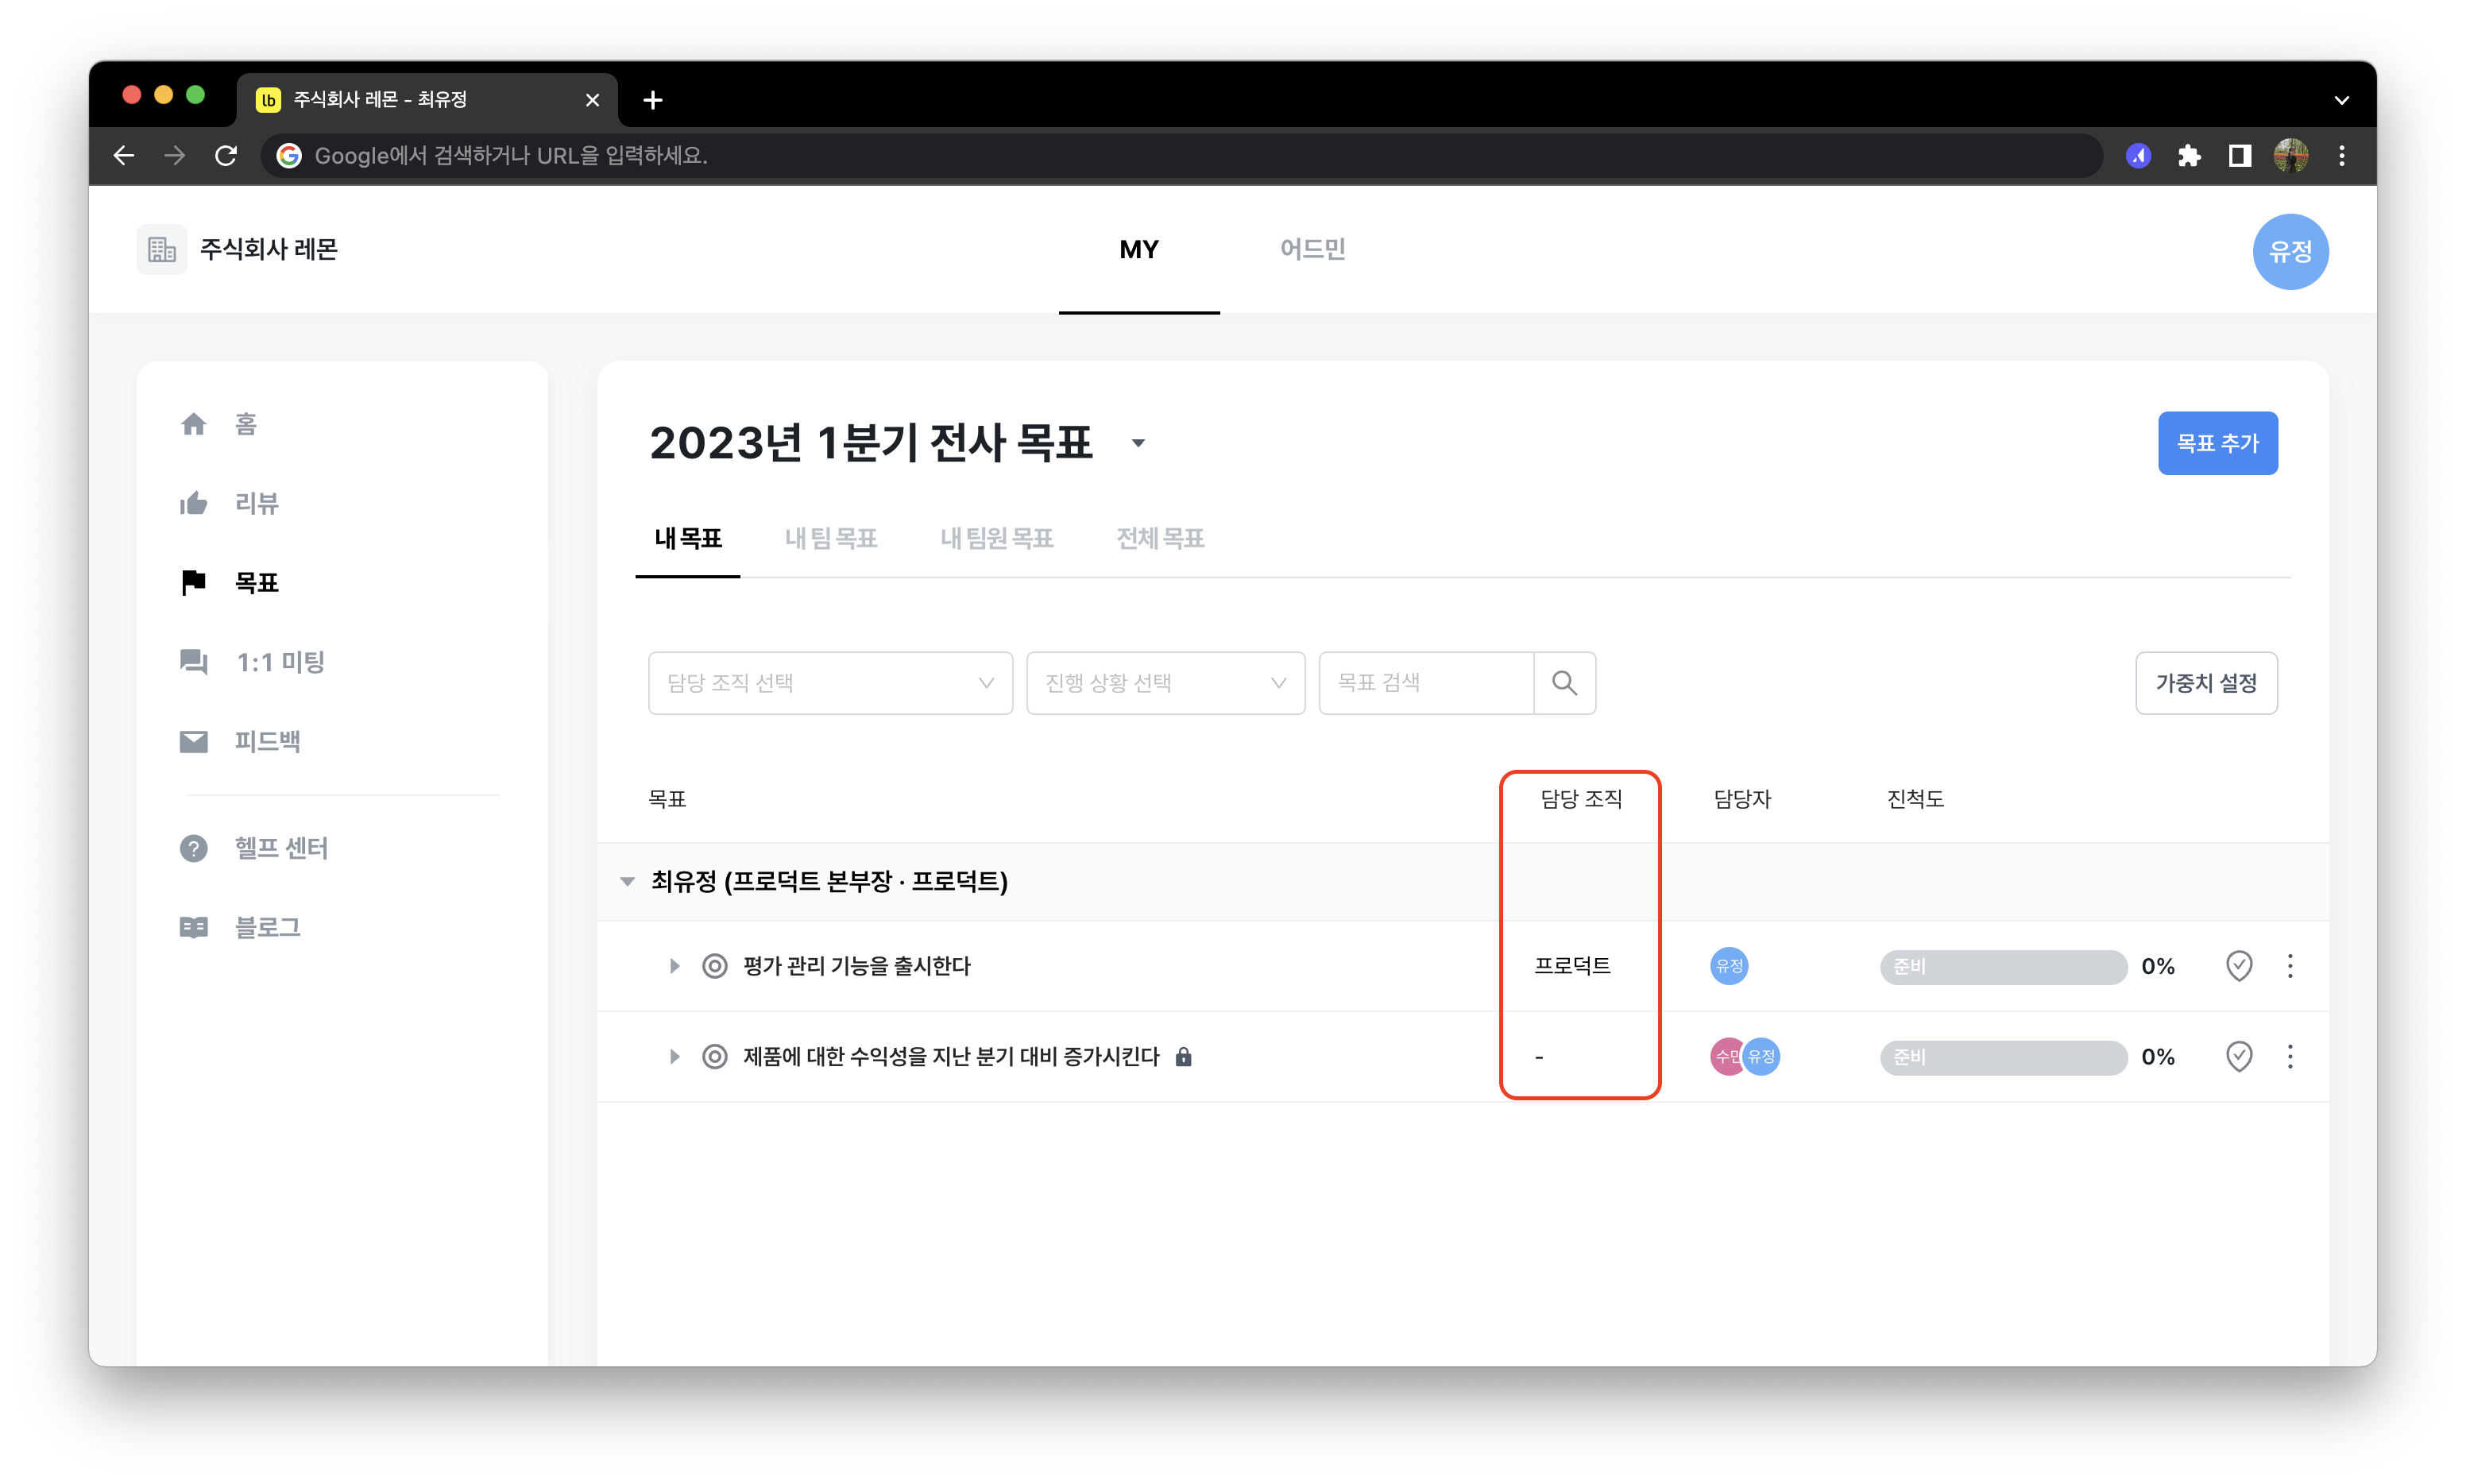 lb 주식회사 레몬 - 최유정
Google에서 검색하거나 URL을 입력하세요.
주식회사 레몬
MY
어드민
유정
홈
리뷰
목표
1:1 미팅
피드백
헬프 센터
블로그
2023년 1분기 전사 목표
목표 추가
내 목표
내 팀 목표
내 팀원 목표
전체 목표
담당 조직 선택
진행 상황 선택
목표 검색
가중치 설정
목표
담당 조직
담당자
진척도
최유정 (프로덕트 본부장 · 프로덕트)
평가 관리 기능을 출시한다
프로덕트
유정
준비
0%
제품에 대한 수익성을 지난 분기 대비 증가시킨다
-
유정
준비
0%